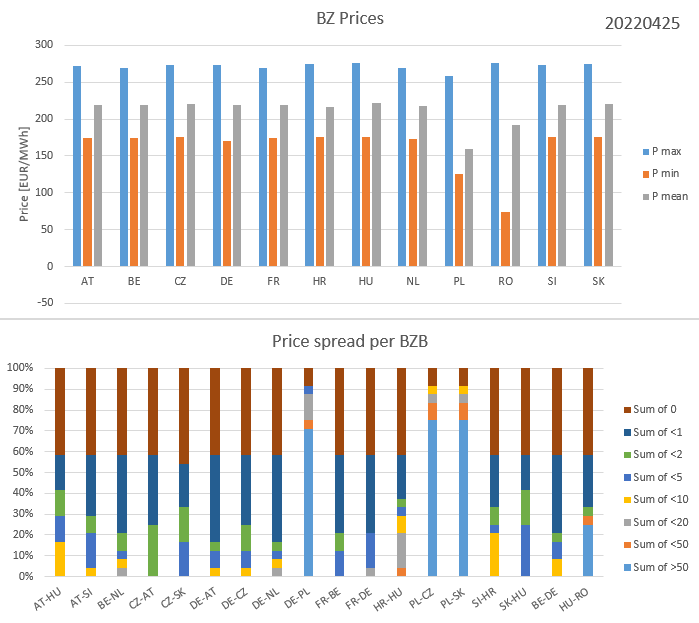 BZ Prices
20220425
300
250
200
150
100
50
0
-50
Price [EUR/MWh]
AT BE CZ DE FR HR HU NL PL RO SI SK
P max
P min
P mean
Price spread per BZB
100%
90%
80%
70%
60%
50%
40%
30%
20%
10%
0%
AT-HU AT-SI BE-NL CZ-AT CZ-SK DE-AT DE-CZ DE-NL DE-PL FR-BE FR-DE HR-HU PL-CZ PL-SK SI-HR SK-HU BE-DE HU-RO
Sum of 0
Sum of <1
Sum of <2
Sum of <5
Sum of <10
Sum of <20
Sum of <50
Sum of >50